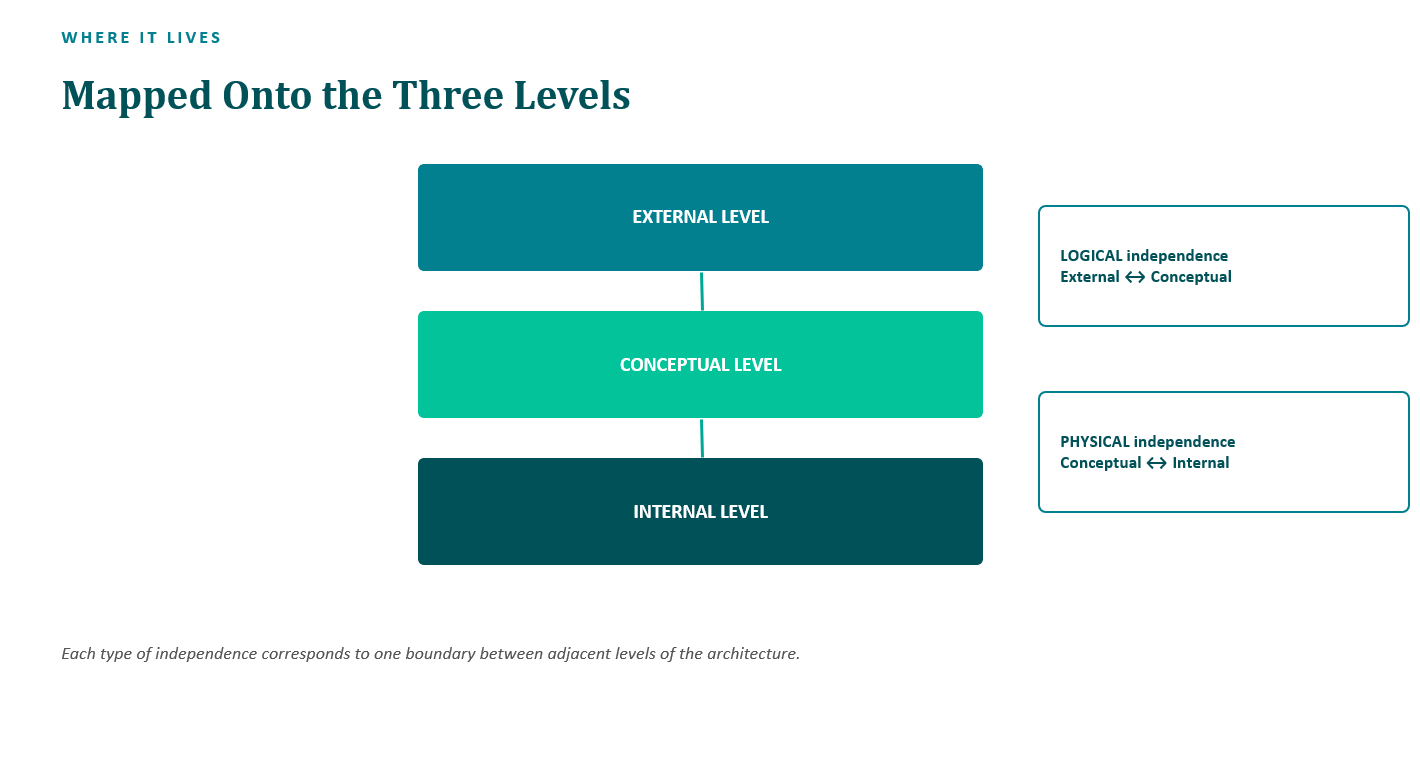 WHERE IT LIVES
Mapped Onto the Three Levels
EXTERNAL LEVEL
LOGICAL independence
External ↔ Conceptual
CONCEPTUAL LEVEL
PHYSICAL independence
Conceptual ↔ Internal
INTERNAL LEVEL
Each type of independence corresponds to one boundary between adjacent levels of the architecture.